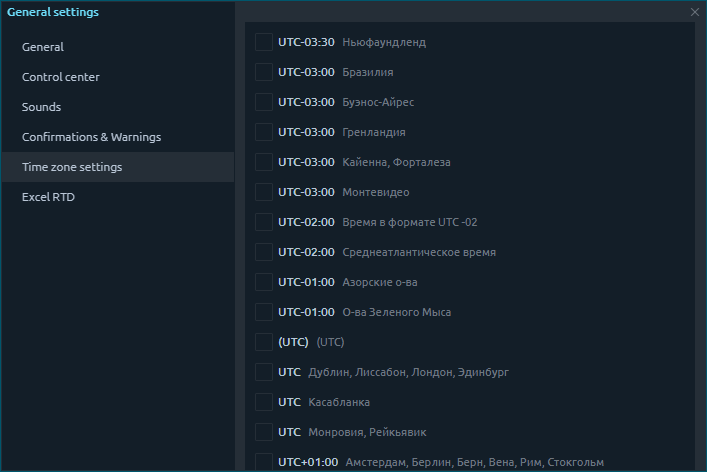 General settings
General
Control center
Sounds
Confirmations & Warnings
Time zone settings
Excel RTD
UTC-03:30 Ньюфаундленд
UTC-03:00 Бразилия
UTC-03:00 Буэнос-Айрес
UTC-03:00 Гренландия
UTC-03:00 Кайенна, Форталеза
UTC-03:00 Монтевидео
UTC-02:00 Время в формате UTC -02
UTC-02:00 Среднеатлантическое время
UTC-01:00 Азорские о-ва
UTC-01:00 О-ва Зеленого Мыса
(UTC) (UTC)
UTC Дублин, Лиссабон, Лондон, Эдинбург
UTC Касабланка
UTC Монровия, Рейкьявик
UTC+01:00 Амстердам, Берлин, Берн, Вена, Рим, Стокгольм